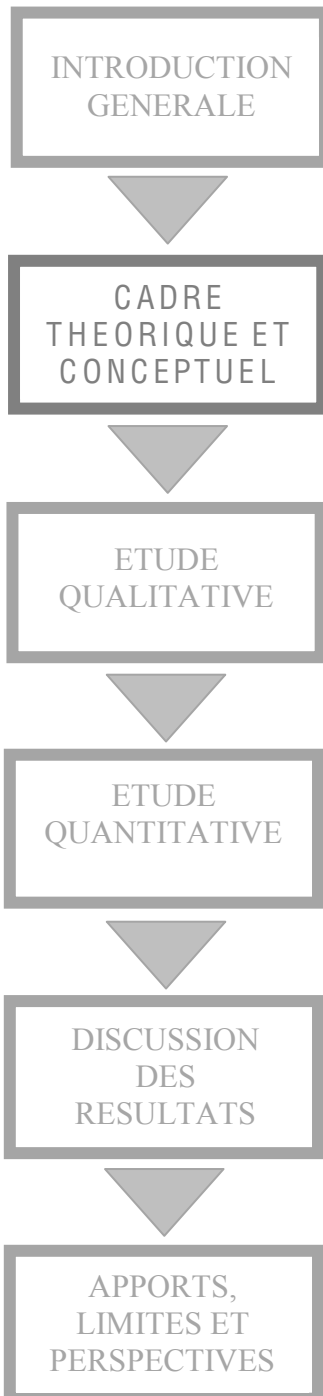 INTRODUCTION
GENERALE
CADRE
THEORIQUE ET
CONCEPTUEL
ETUDE
QUALITATIVE
ETUDE
QUANTITATIVE
DISCUSSION
DES
RESULTATS
APPORTS,
LIMITES ET
PERSPECTIVES